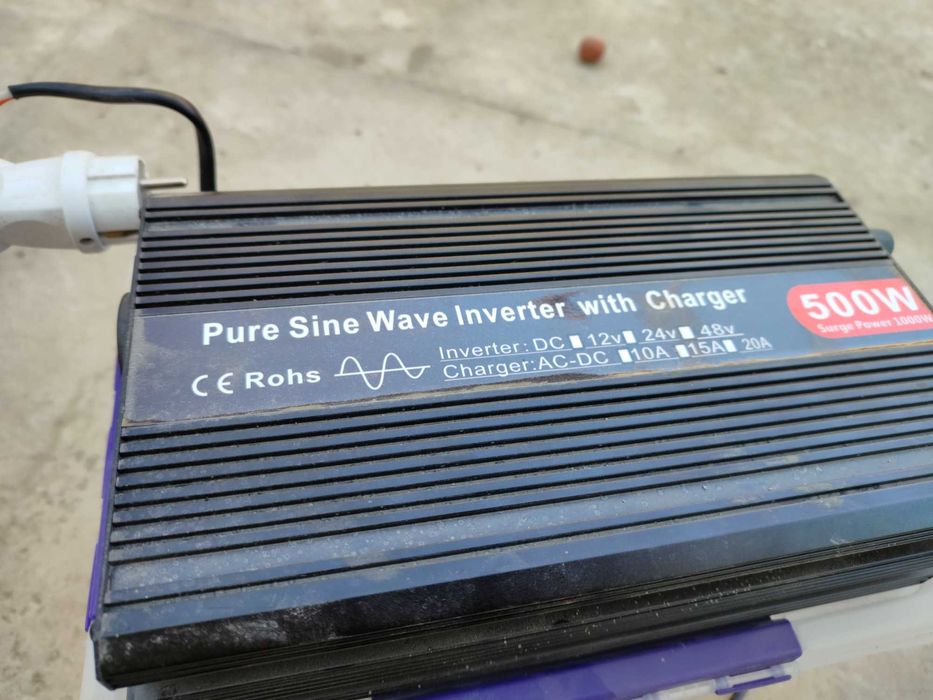 Pure Sine Wave Inverter with Charger
Inverter: DC 12v 24v 48v
Charger: AC-DC 10A 15A 20A
CE Rohs
500W
Surge Power 1000W